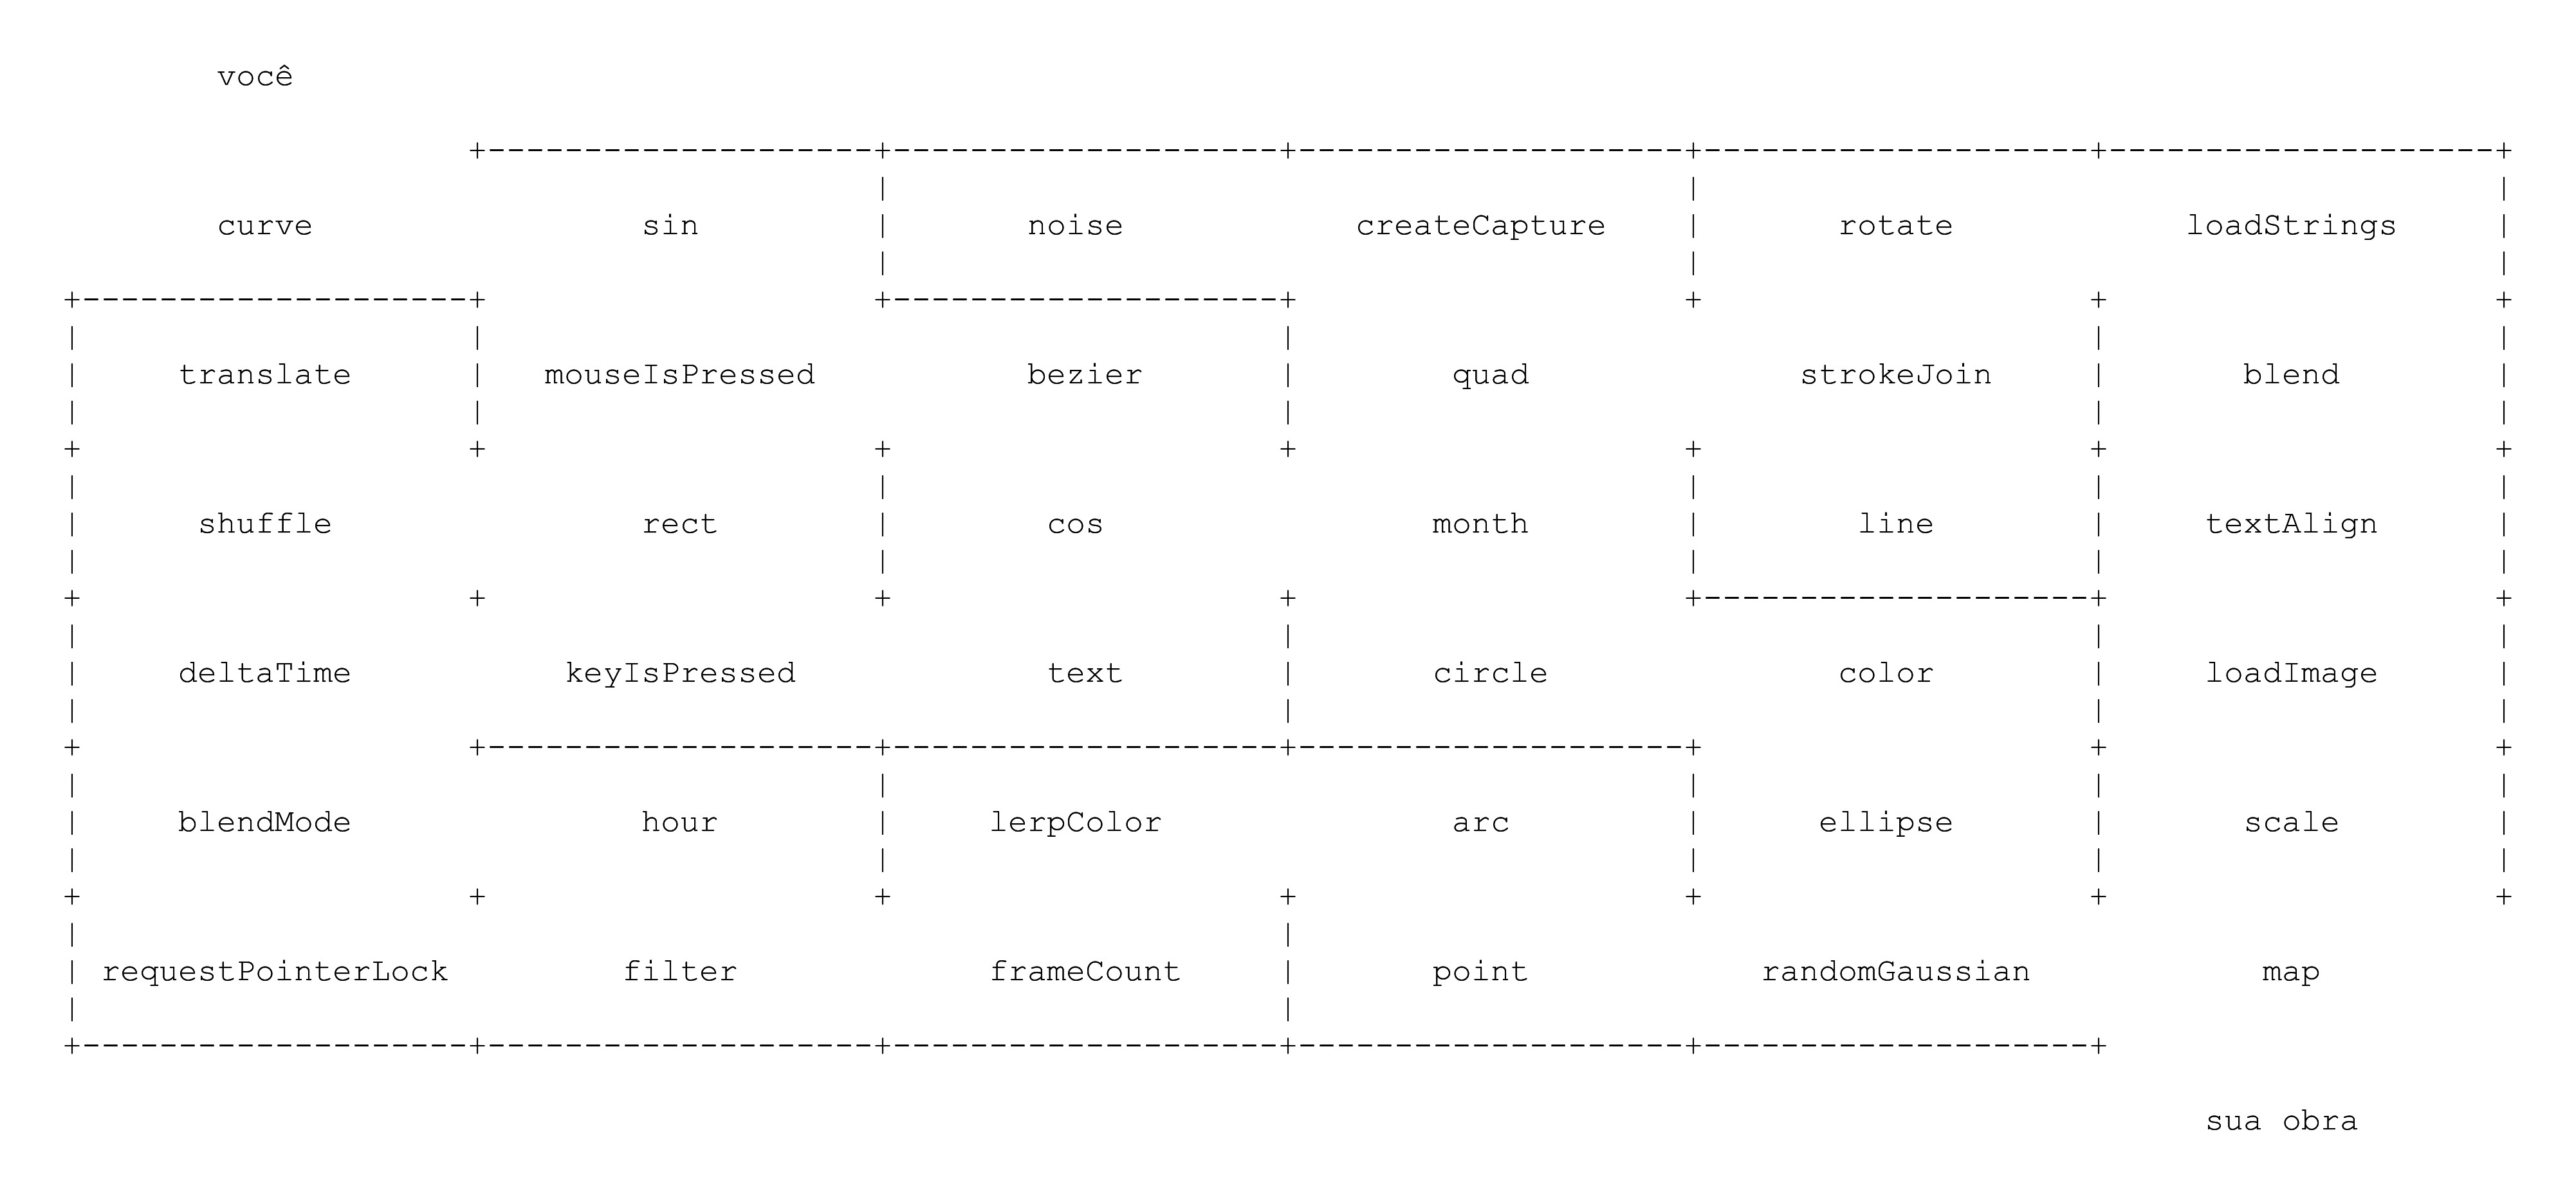 você
curve sin noise createCapture rotate loadStrings
translate mouseIsPressed bezier quad strokeJoin blend
shuffle rect cos month line textAlign
deltaTime keyIsPressed text circle color loadImage
blendMode hour lerpColor arc ellipse scale
requestPointerLock filter frameCount point randomGaussian map
sua obra